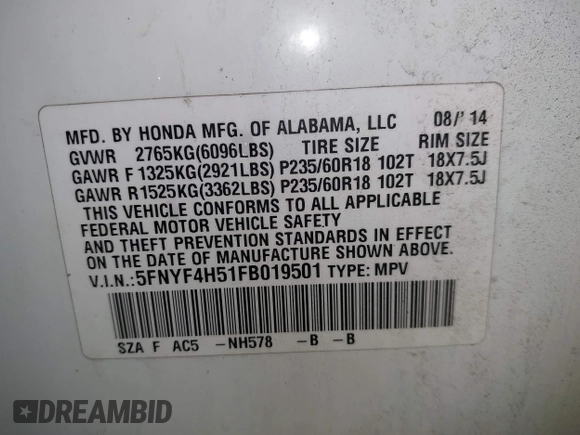 MFD. BY HONDA MFG. OF ALABAMA, LLC 08/'14
GVWR 2765KG(6096LBS) TIRE SIZE RIM SIZE
GAWR F 1325KG(2921LBS) P235/60R18 102T 18X7.5J
GAWR R 1525KG(3362LBS) P235/60R18 102T 18X7.5J
THIS VEHICLE CONFORMS TO ALL APPLICABLE
FEDERAL MOTOR VEHICLE SAFETY
AND THEFT PREVENTION STANDARDS IN EFFECT
ON THE DATE OF MANUFACTURE SHOWN ABOVE.
V.I.N.: 5FNYF4H51FB019501 TYPE: MPV
SZA F AC5 -NH578 -B -B
DREAMBID